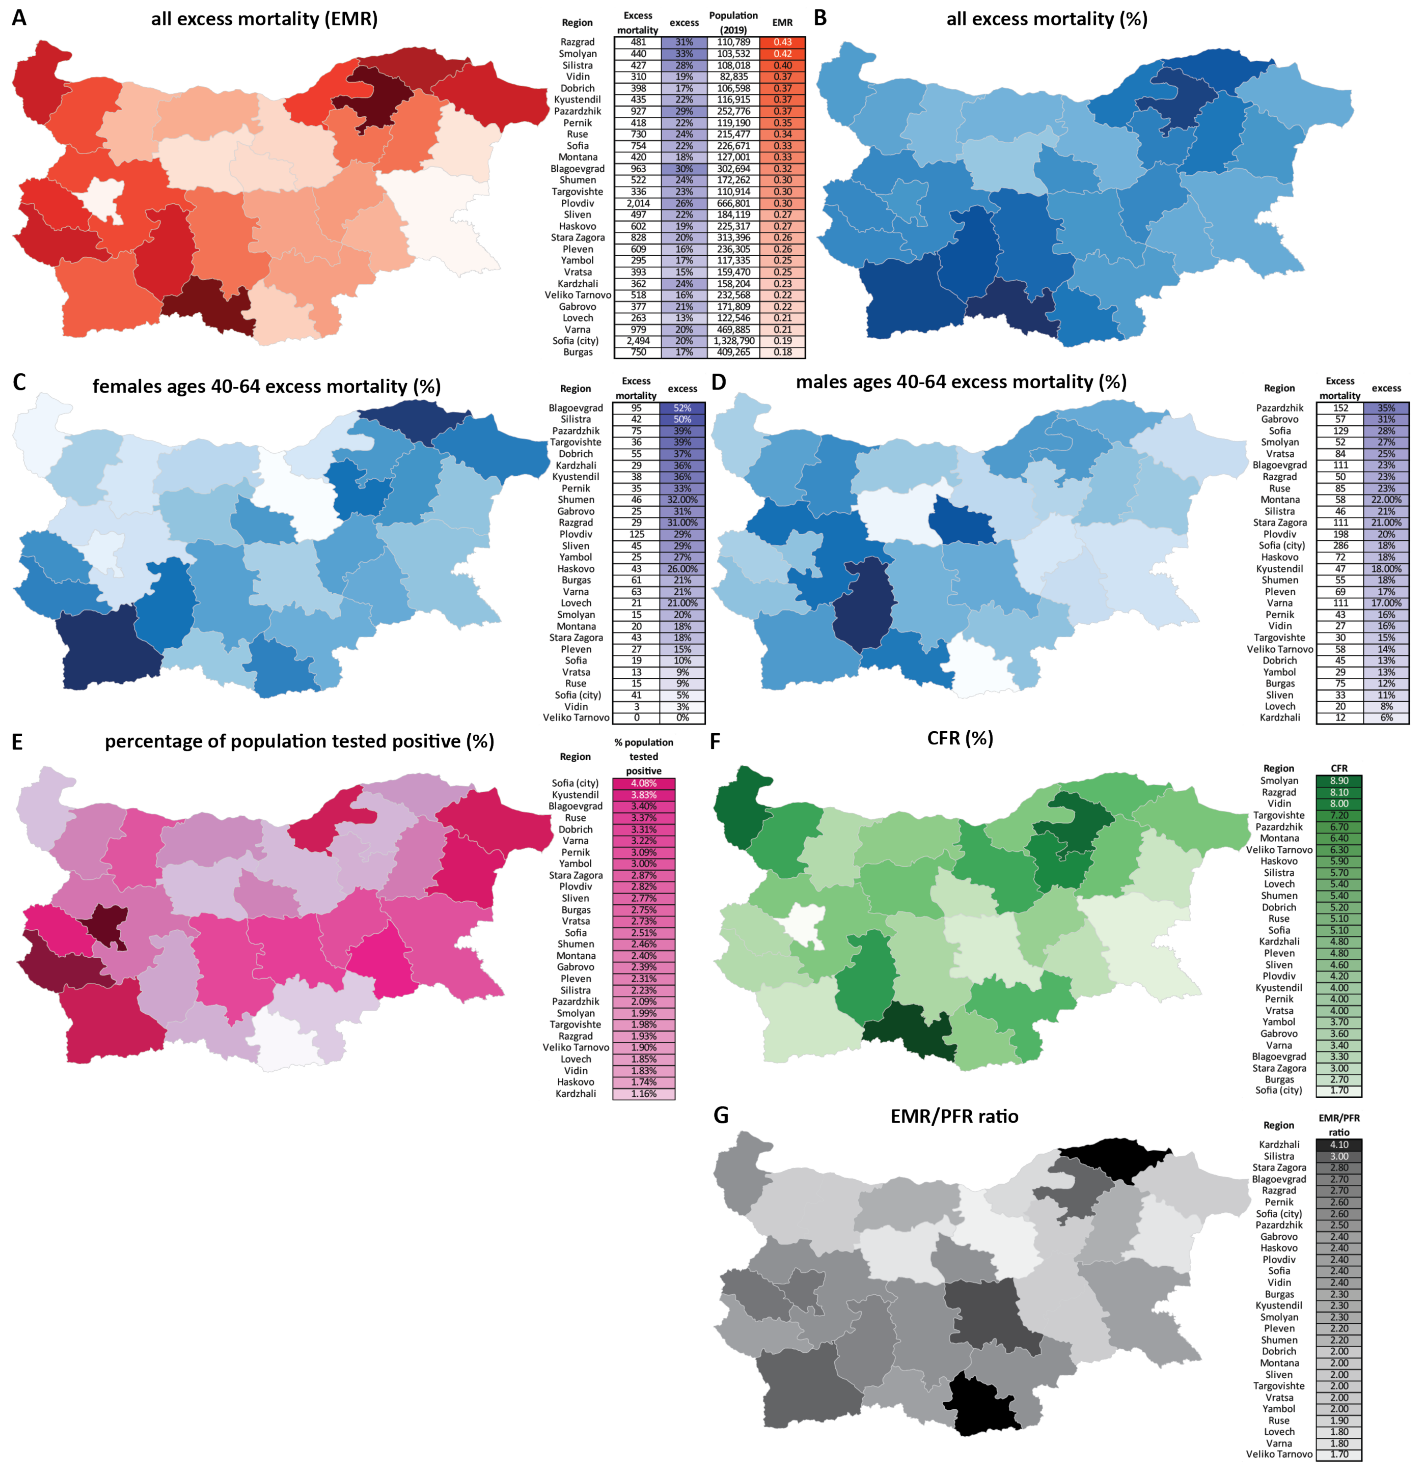 A all excess mortality (EMR)
Region Excess mortality excess Population (2019) EMR
Razgrad 481 31% 110,789 0.43
Smolyan 440 33% 103,532 0.42
Silistra 427 28% 108,018 0.40
Vidin 310 19% 82,835 0.37
Dobrich 398 17% 106,598 0.37
Kyustendil 435 22% 116,915 0.37
Pazardzhik 927 29% 252,776 0.37
Pernik 418 22% 119,190 0.35
Ruse 730 24% 215,477 0.34
Sofia 754 22% 226,671 0.33
Montana 420 18% 127,001 0.33
Blagoevgrad 963 30% 302,694 0.32
Shumen 522 24% 172,262 0.30
Targovishte 336 23% 110,914 0.30
Plovdiv 2,014 26% 666,801 0.30
Sliven 497 22% 184,119 0.27
Haskovo 602 19% 225,317 0.27
Stara Zagora 828 20% 313,396 0.26
Pleven 609 16% 236,305 0.26
Yambol 295 17% 117,335 0.25
Vratsa 393 15% 159,470 0.25
Kardzhali 362 24% 158,204 0.23
Veliko Tarnovo 518 16% 232,568 0.22
Gabrovo 377 21% 171,809 0.22
Lovech 263 13% 122,546 0.21
Varna 979 20% 469,885 0.21
Sofia (city) 2,494 20% 1,328,790 0.19
Burgas 750 17% 409,265 0.18
B all excess mortality (%)
C females ages 40-64 excess mortality (%)
Region Excess mortality excess
Blagoevgrad 95 52%
Silistra 42 50%
Pazardzhik 75 39%
Targovishte 36 39%
Dobrich 55 37%
Kardzhali 29 36%
Kyustendil 38 36%
Pernik 35 33%
Shumen 46 32.00%
Gabrovo 25 31%
Razgrad 29 31.00%
Plovdiv 125 29%
Sliven 45 29%
Yambol 25 27%
Haskovo 43 26.00%
Burgas 61 21%
Varna 63 21%
Lovech 21 21.00%
Smolyan 15 20%
Montana 20 18%
Stara Zagora 43 18%
Pleven 27 15%
Sofia 19 10%
Vratsa 13 9%
Ruse 15 9%
Sofia (city) 41 5%
Vidin 3 3%
Veliko Tarnovo 0 0%
D males ages 40-64 excess mortality (%)
Region Excess mortality excess
Pazardzhik 152 35%
Gabrovo 57 31%
Sofia 129 28%
Smolyan 52 27%
Vratsa 84 25%
Blagoevgrad 111 23%
Razgrad 50 23%
Ruse 85 23%
Montana 58 22.00%
Silistra 46 21%
Stara Zagora 111 21.00%
Plovdiv 198 20%
Sofia (city) 286 18%
Haskovo 72 18%
Kyustendil 47 18.00%
Shumen 55 18%
Pleven 69 17%
Varna 111 17.00%
Pernik 43 16%
Vidin 27 16%
Targovishte 30 15%
Veliko Tarnovo 58 14%
Dobrich 45 13%
Yambol 29 13%
Burgas 75 12%
Sliven 33 11%
Lovech 20 8%
Kardzhali 12 6%
E percentage of population tested positive (%)
Region % population tested positive
Sofia (city) 4.08%
Kyustendil 3.83%
Blagoevgrad 3.40%
Ruse 3.37%
Dobrich 3.31%
Varna 3.22%
Pernik 3.09%
Yambol 3.00%
Stara Zagora 2.87%
Plovdiv 2.82%
Sliven 2.77%
Burgas 2.75%
Vratsa 2.73%
Sofia 2.51%
Shumen 2.46%
Montana 2.40%
Gabrovo 2.39%
Pleven 2.31%
Silistra 2.23%
Pazardzhik 2.09%
Smolyan 1.99%
Targovishte 1.98%
Razgrad 1.93%
Veliko Tarnovo 1.90%
Lovech 1.85%
Vidin 1.83%
Haskovo 1.74%
Kardzhali 1.16%
F CFR (%)
Region CFR
Smolyan 8.90
Razgrad 8.10
Vidin 8.00
Targovishte 7.20
Pazardzhik 6.70
Montana 6.40
Veliko Tarnovo 6.30
Haskovo 5.90
Silistra 5.70
Lovech 5.40
Shumen 5.40
Dobrich 5.20
Ruse 5.10
Sofia 5.10
Kardzhali 4.80
Pleven 4.80
Sliven 4.60
Plovdiv 4.20
Kyustendil 4.00
Pernik 4.00
Vratsa 4.00
Yambol 3.70
Gabrovo 3.60
Varna 3.40
Blagoevgrad 3.30
Stara Zagora 3.00
Burgas 2.70
Sofia (city) 1.70
G EMR/PFR ratio
Region EMR/PFR ratio
Kardzhali 4.10
Silistra 3.00
Stara Zagora 2.80
Blagoevgrad 2.70
Razgrad 2.70
Pernik 2.60
Sofia (city) 2.60
Pazardzhik 2.50
Gabrovo 2.40
Haskovo 2.40
Plovdiv 2.40
Sofia 2.40
Vidin 2.40
Burgas 2.30
Kyustendil 2.30
Smolyan 2.30
Pleven 2.20
Shumen 2.20
Dobrich 2.00
Montana 2.00
Sliven 2.00
Targovishte 2.00
Vratsa 2.00
Yambol 2.00
Ruse 1.90
Lovech 1.80
Varna 1.80
Veliko Tarnovo 1.70